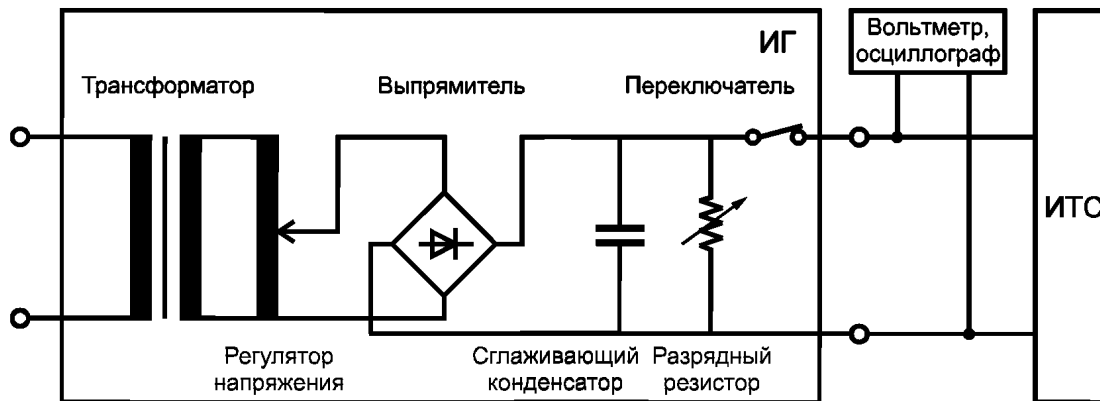 ИГ
Вольтметр,
осциллограф
Трансформатор
Выпрямитель
Переключатель
ИТС
Регулятор
напряжения
Сглаживающий
конденсатор
Разрядный
резистор